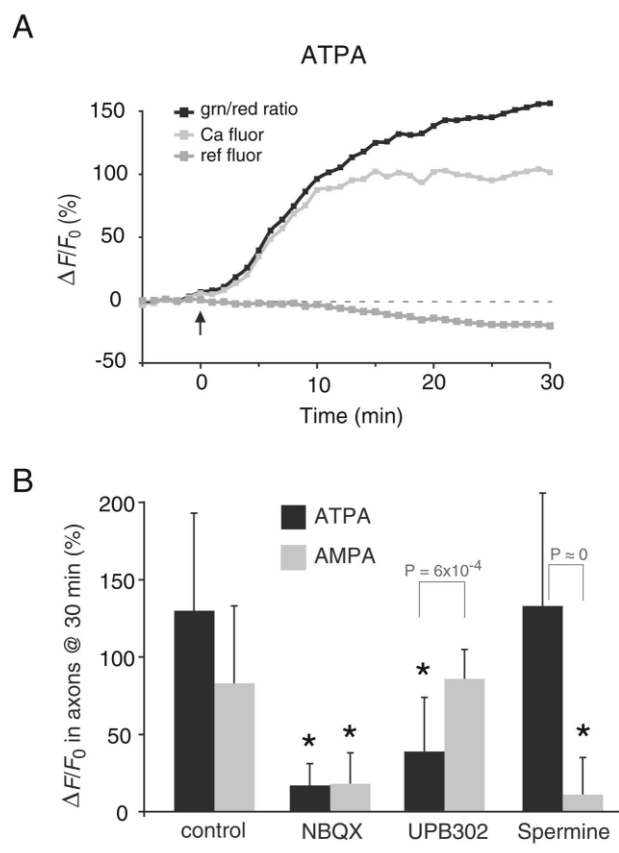 A
ATPA
grn/red ratio
Ca fluor
ref fluor
ΔF/F0 (%)
150
100
50
0
-50
0 10 20 30
Time (min)
B
ΔF/F0 in axons @ 30 min (%)
200
150
100
50
0
ATPA
AMPA
P = 6x10⁻⁴
P ≈ 0
* * * *
control NBQX UPB302 Spermine